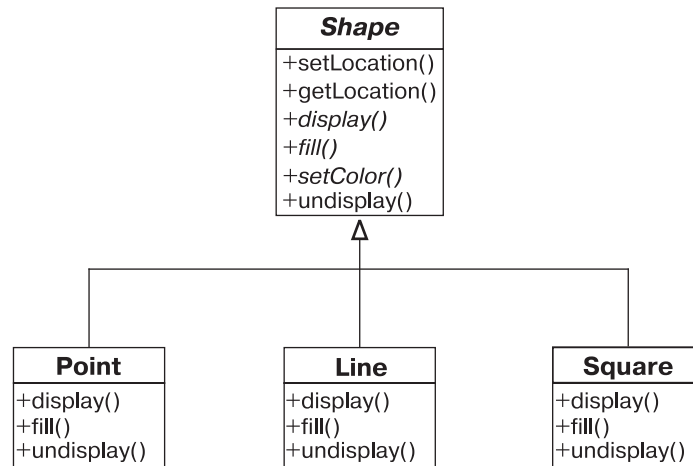 Shape
+setLocation()
+getLocation()
+display()
+fill()
+setColor()
+undisplay()
Point
+display()
+fill()
+undisplay()
Line
+display()
+fill()
+undisplay()
Square
+display()
+fill()
+undisplay()